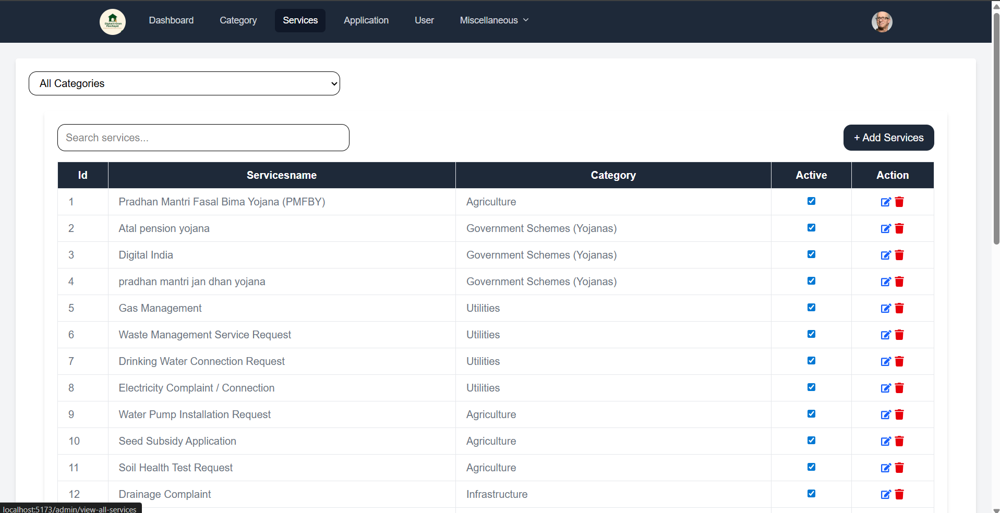 Digital E-Gram
Panchayat
Dashboard
Category
Services
Application
User
Miscellaneous
All Categories
Search services...
+ Add Services
Id Servicesname Category Active Action
1 Pradhan Mantri Fasal Bima Yojana (PMFBY) Agriculture
2 Atal pension yojana Government Schemes (Yojanas)
3 Digital India Government Schemes (Yojanas)
4 pradhan mantri jan dhan yojana Government Schemes (Yojanas)
5 Gas Management Utilities
6 Waste Management Service Request Utilities
7 Drinking Water Connection Request Utilities
8 Electricity Complaint / Connection Utilities
9 Water Pump Installation Request Agriculture
10 Seed Subsidy Application Agriculture
11 Soil Health Test Request Agriculture
12 Drainage Complaint Infrastructure
localhost:5173/admin/view-all-services